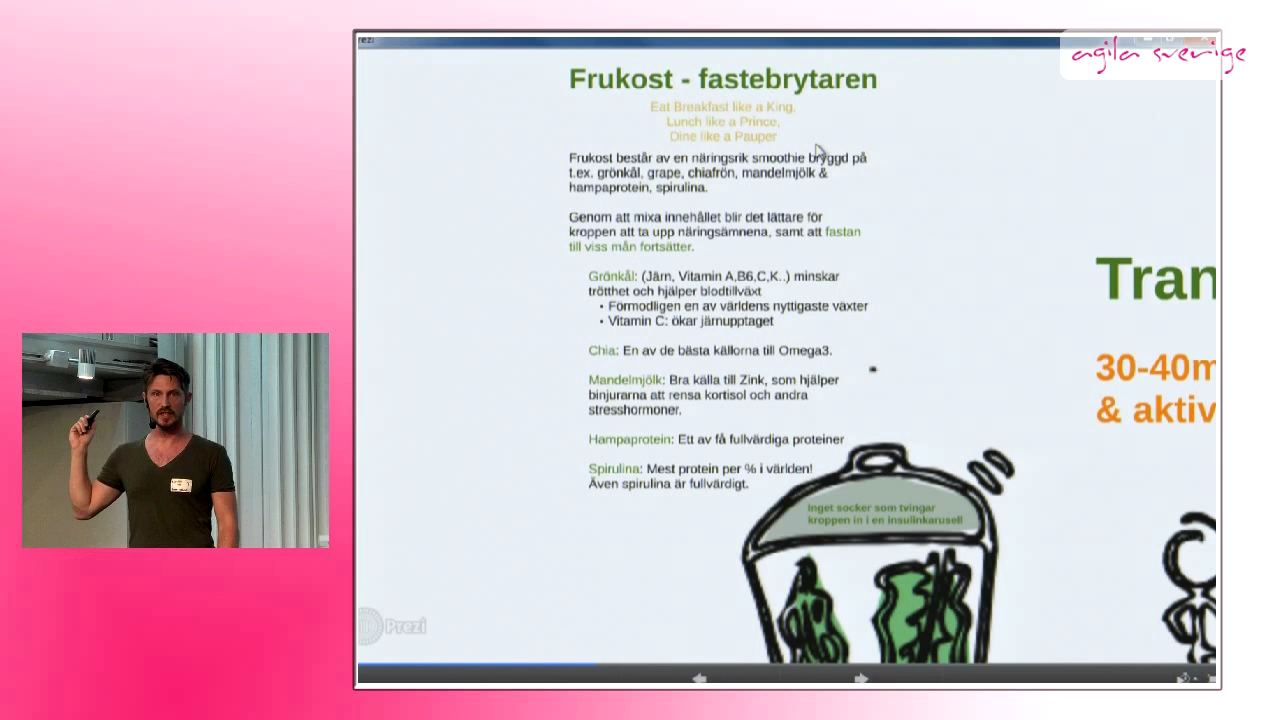 rezi
agila sverige
Frukost - fastebrytaren
Eat Breakfast like a King,
Lunch like a Prince,
Dine like a Pauper
Frukost består av en näringsrik smoothie bryggd på
t.ex. grönkål, grape, chiafrön, mandelmjölk &
hampaprotein, spirulina.
Genom att mixa innehållet blir det lättare för
kroppen att ta upp näringsämnena, samt att fastan
till viss mån fortsätter.
Grönkål: (Järn, Vitamin A,B6,C,K..) minskar
trötthet och hjälper blodtillväxt
• Förmodligen en av världens nyttigaste växter
• Vitamin C: ökar järnupptaget
Chia: En av de bästa källorna till Omega3.
Mandelmjölk: Bra källa till Zink, som hjälper
binjurarna att rensa kortisol och andra
stresshormoner.
Hampaprotein: Ett av få fullvärdiga proteiner
Spirulina: Mest protein per % i världen!
Även spirulina är fullvärdigt.
Inget socker som tvingar
kroppen in i en insulinkarusell
Tran
30-40m
& aktiv
Prezi